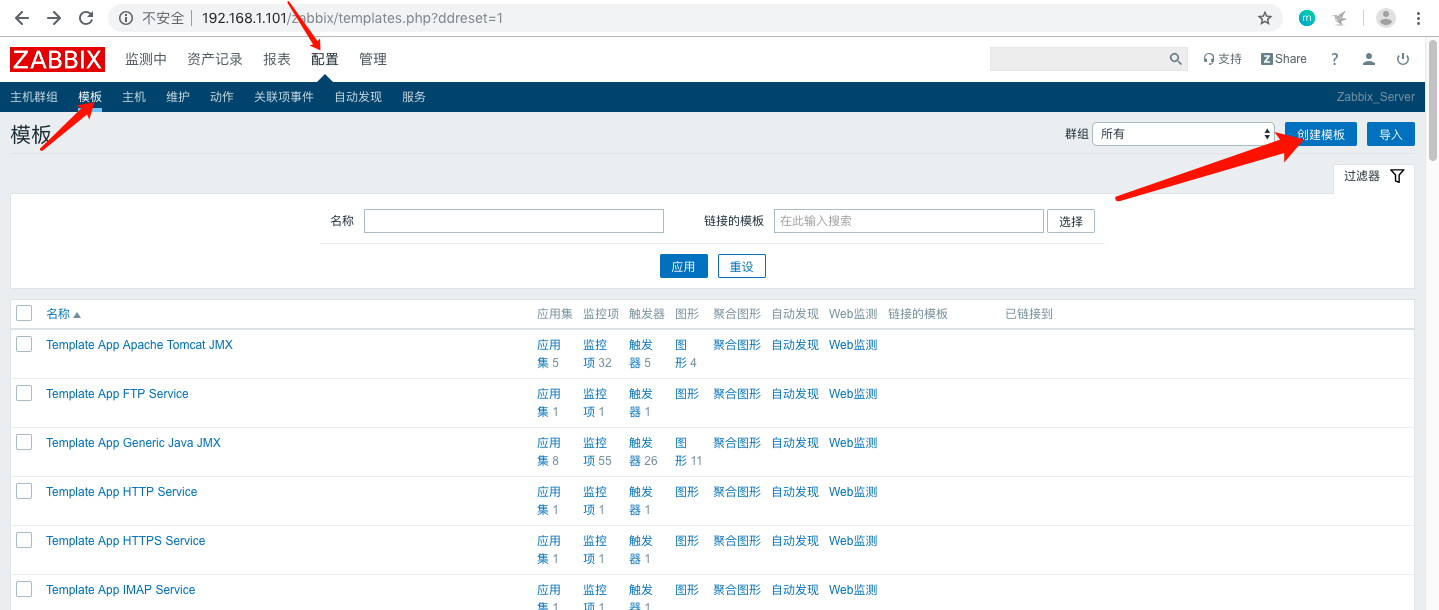 不安全 192.168.1.101/zabbix/templates.php?ddreset=1
ZABBIX 监测中 资产记录 报表 配置 管理 支持 Z Share ?
主机群组 模板 主机 维护 动作 关联项事件 自动发现 服务 Zabbix_Server
模板 群组 所有 创建模板 导入
过滤器
名称 链接的模板 在此输入搜索 选择
应用 重设
名称 应用集 监控项 触发器 图形 聚合图形 自动发现 Web监测 链接的模板 已链接到
Template App Apache Tomcat JMX 应用 监控 触发 图 聚合图形 自动发现 Web监测
集 5 项 32 器 5 形 4
Template App FTP Service 应用 监控 触发 图形 聚合图形 自动发现 Web监测
集 1 项 1 器 1
Template App Generic Java JMX 应用 监控 触发 图 聚合图形 自动发现 Web监测
集 8 项 55 器 26 形 11
Template App HTTP Service 应用 监控 触发 图形 聚合图形 自动发现 Web监测
集 1 项 1 器 1
Template App HTTPS Service 应用 监控 触发 图形 聚合图形 自动发现 Web监测
集 1 项 1 器 1
Template App IMAP Service 应用 监控 触发 图形 聚合图形 自动发现 Web监测
集 1 项 1 器 1